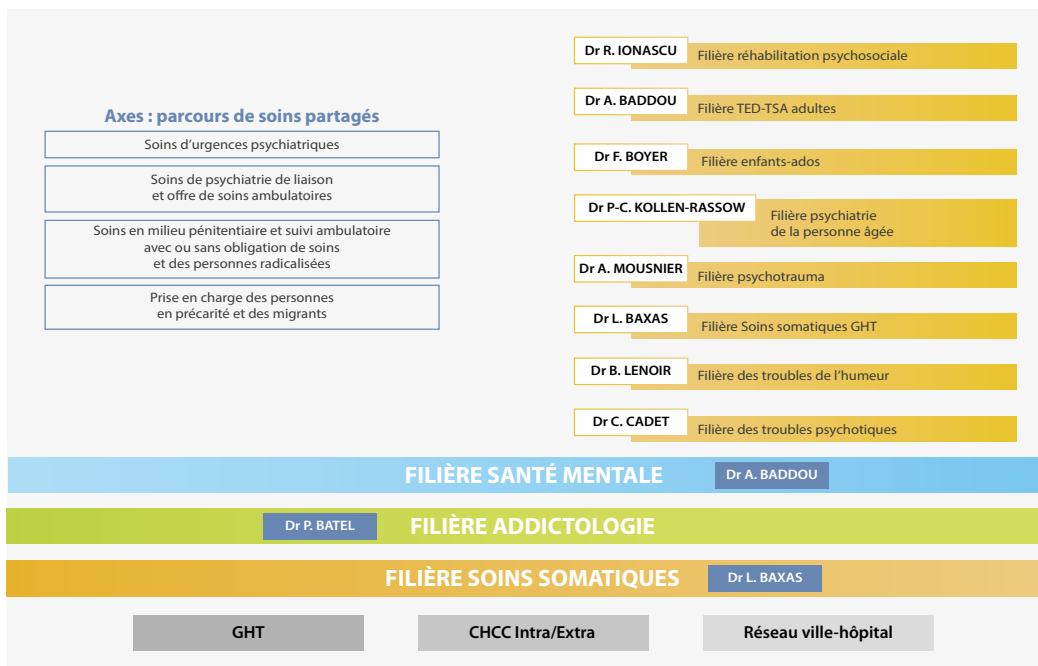 Axes : parcours de soins partagés
Soins d'urgences psychiatriques
Soins de psychiatrie de liaison
et offre de soins ambulatoires
Soins en milieu pénitentiaire et suivi ambulatoire
avec ou sans obligation de soins
et des personnes radicalisées
Prise en charge des personnes
en précarité et des migrants
Dr R. IONASCU
Filière réhabilitation psychosociale
Dr A. BADDOU
Filière TED-TSA adultes
Dr F. BOYER
Filière enfants-ados
Dr P-C. KOLLEN-RASSOW
Filière psychiatrie
de la personne âgée
Dr A. MOUSNIER
Filière psychotrauma
Dr L. BAXAS
Filière Soins somatiques GHT
Dr B. LENOIR
Filière des troubles de l'humeur
Dr C. CADET
Filière des troubles psychotiques
FILIÈRE SANTÉ MENTALE
Dr A. BADDOU
Dr P. BATEL
FILIÈRE ADDICTOLOGIE
FILIÈRE SOINS SOMATIQUES
Dr L. BAXAS
GHT
CHCC Intra/Extra
Réseau ville-hôpital